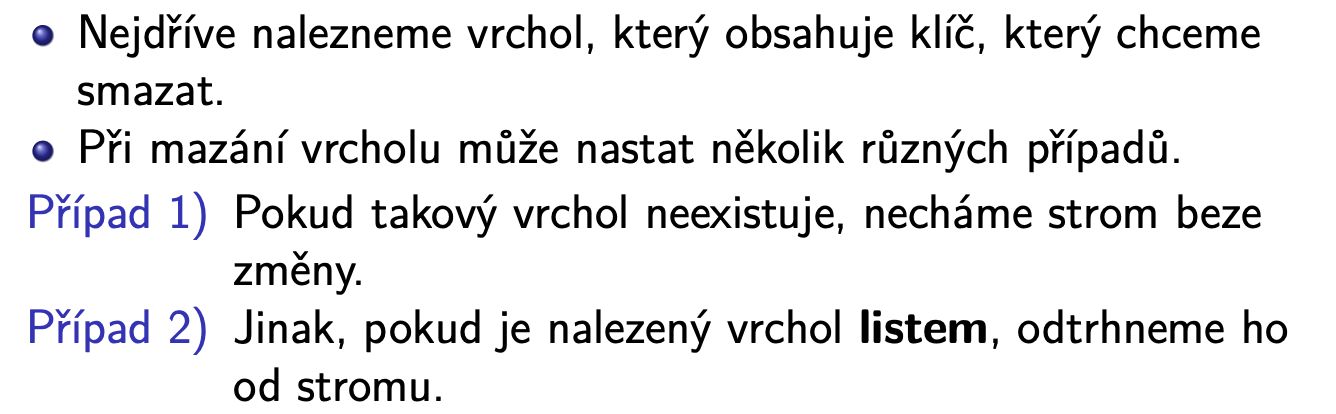 Nejdříve nalezneme vrchol, který obsahuje klíč, který chceme
smazat.
Při mazání vrcholu může nastat několik různých případů.
Případ 1) Pokud takový vrchol neexistuje, necháme strom beze
změny.
Případ 2) Jinak, pokud je nalezený vrchol listem, odtrhneme ho
od stromu.